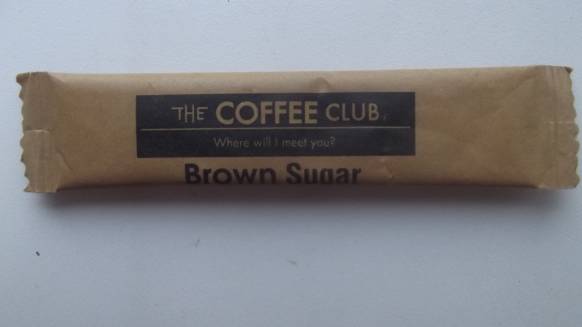 THE COFFEE CLUB
Where will I meet you?
Brown Sugar